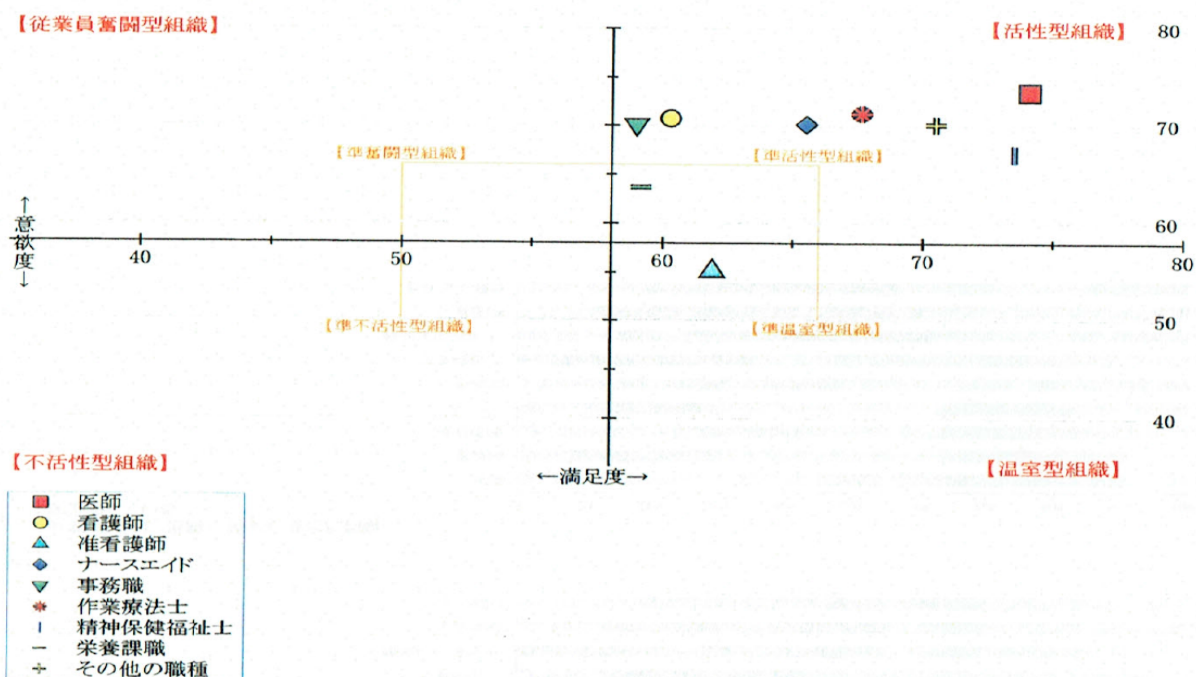 【従業員奮闘型組織】
【活性型組織】
80
70
【準奮闘型組織】
【準活性型組織】
←意欲度→
60
40
50
60
70
80
【準不活性型組織】
【準温室型組織】
50
40
【不活性型組織】
←満足度→
【温室型組織】
医師
看護師
准看護師
ナースエイド
事務職
作業療法士
精神保健福祉士
栄養課職
その他の職種